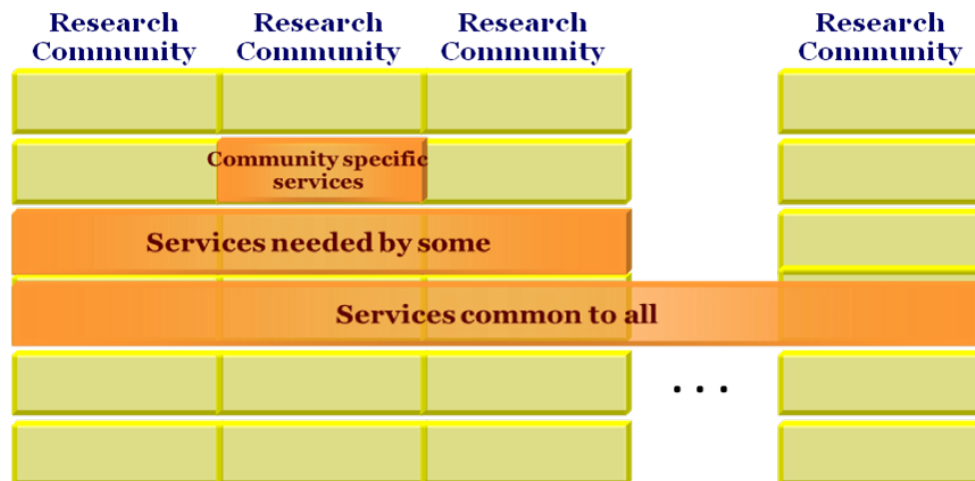 Research Research Research Research
Community Community Community Community
Community specific
services
Services needed by some
Services common to all
. . .